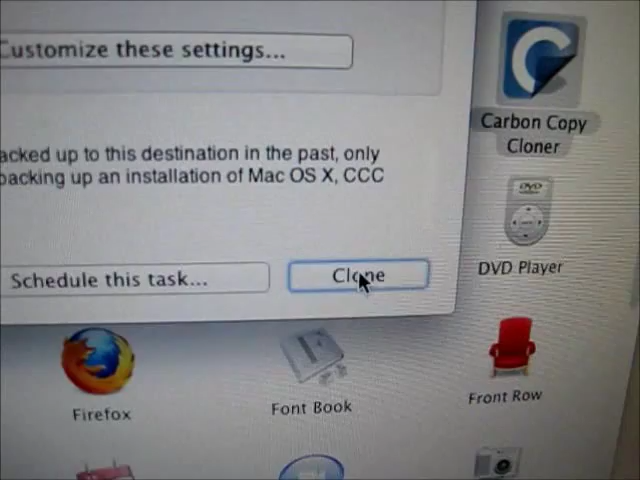 Customize these settings...
Carbon Copy
Cloner
acked up to this destination in the past, only
backing up an installation of Mac OS X, CCC
DVD
DVD Player
Schedule this task...
Clone
Firefox
Font Book
Front Row